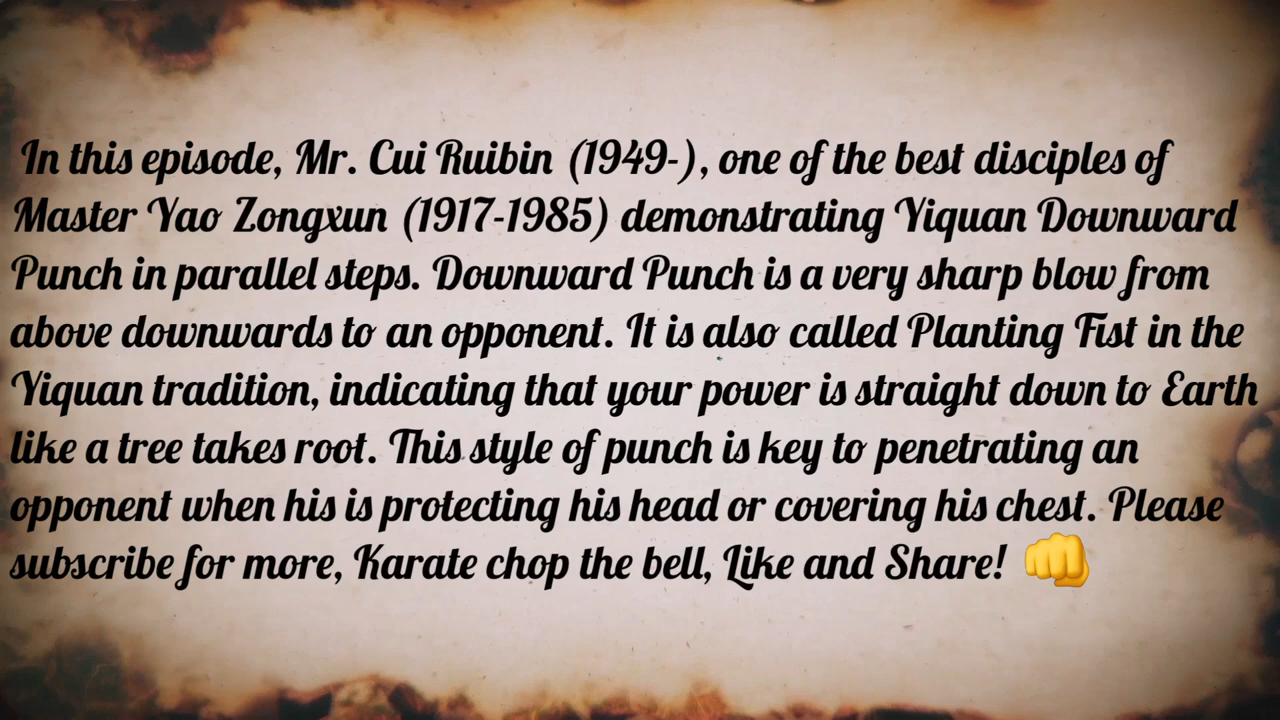 In this episode, Mr. Cui Ruibin (1949-), one of the best disciples of
Master Yao Zongxun (1917-1985) demonstrating Yiquan Downward
Punch in parallel steps. Downward Punch is a very sharp blow from
above downwards to an opponent. It is also called Planting Fist in the
Yiquan tradition, indicating that your power is straight down to Earth
like a tree takes root. This style of punch is key to penetrating an
opponent when his is protecting his head or covering his chest. Please
subscribe for more, Karate chop the bell, Like and Share! 👊